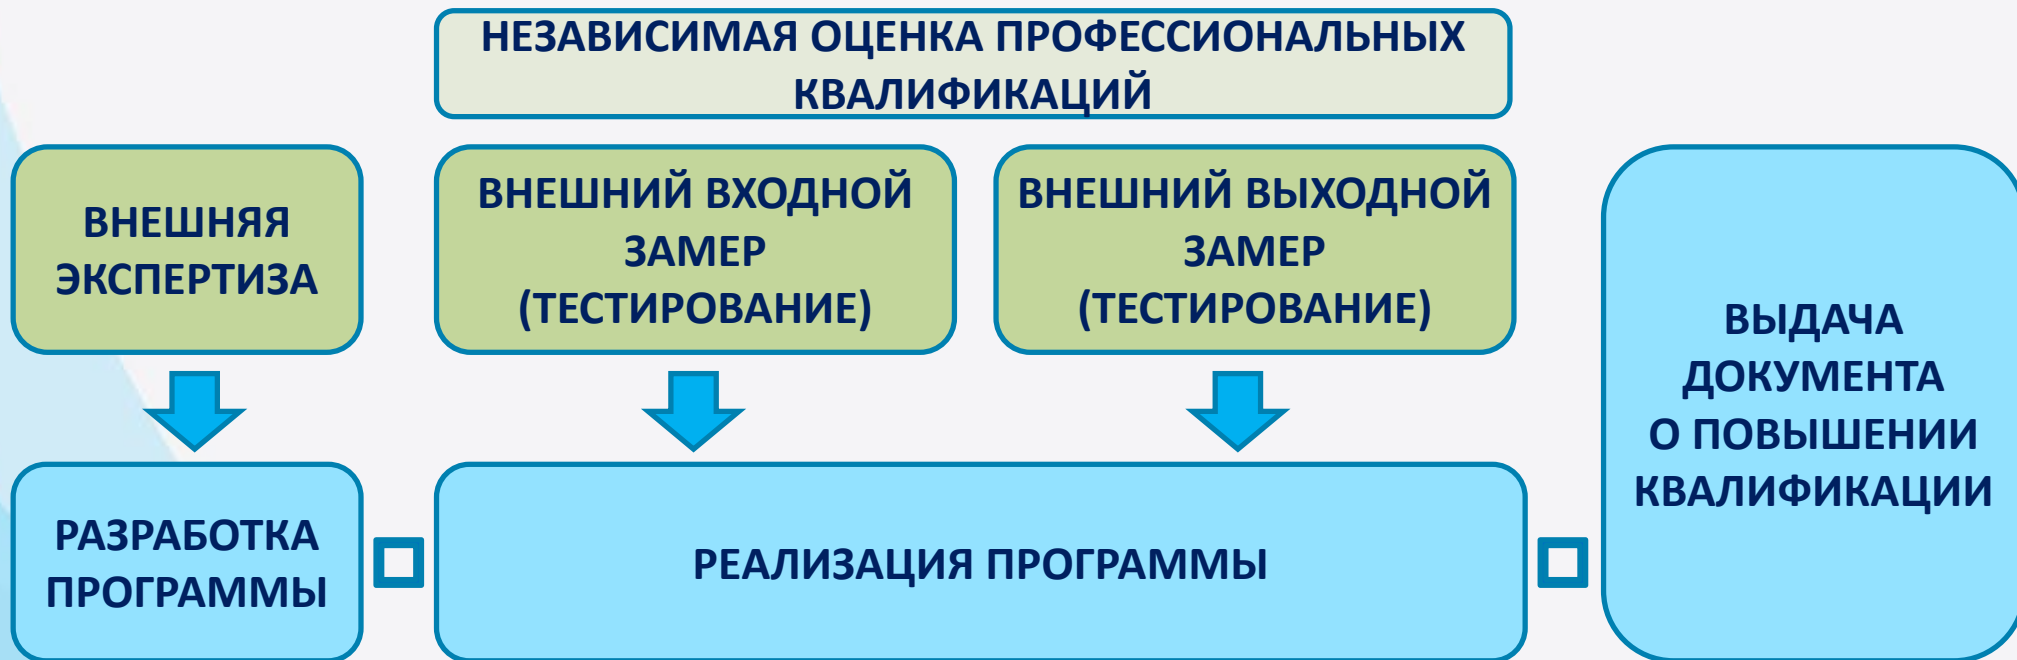 НЕЗАВИСИМАЯ ОЦЕНКА ПРОФЕССИОНАЛЬНЫХ
КВАЛИФИКАЦИЙ
ВНЕШНЯЯ
ЭКСПЕРТИЗА
ВНЕШНИЙ ВХОДНОЙ
ЗАМЕР
(ТЕСТИРОВАНИЕ)
ВНЕШНИЙ ВЫХОДНОЙ
ЗАМЕР
(ТЕСТИРОВАНИЕ)
ВЫДАЧА
ДОКУМЕНТА
О ПОВЫШЕНИИ
КВАЛИФИКАЦИИ
РАЗРАБОТКА
ПРОГРАММЫ
РЕАЛИЗАЦИЯ ПРОГРАММЫ